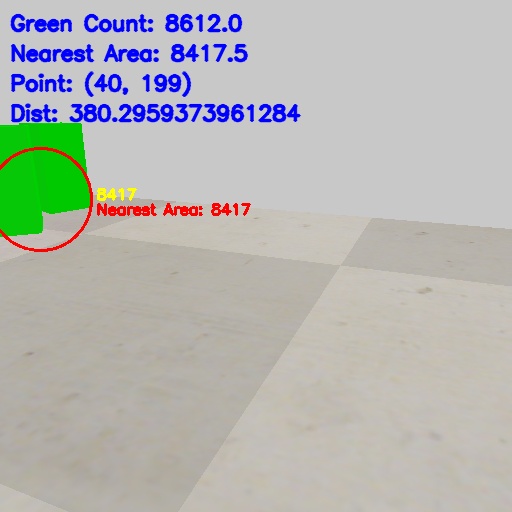 Green Count: 8612.0
Nearest Area: 8417.5
Point: (40, 199)
Dist: 380.2959373961284
8417
Nearest Area: 8417